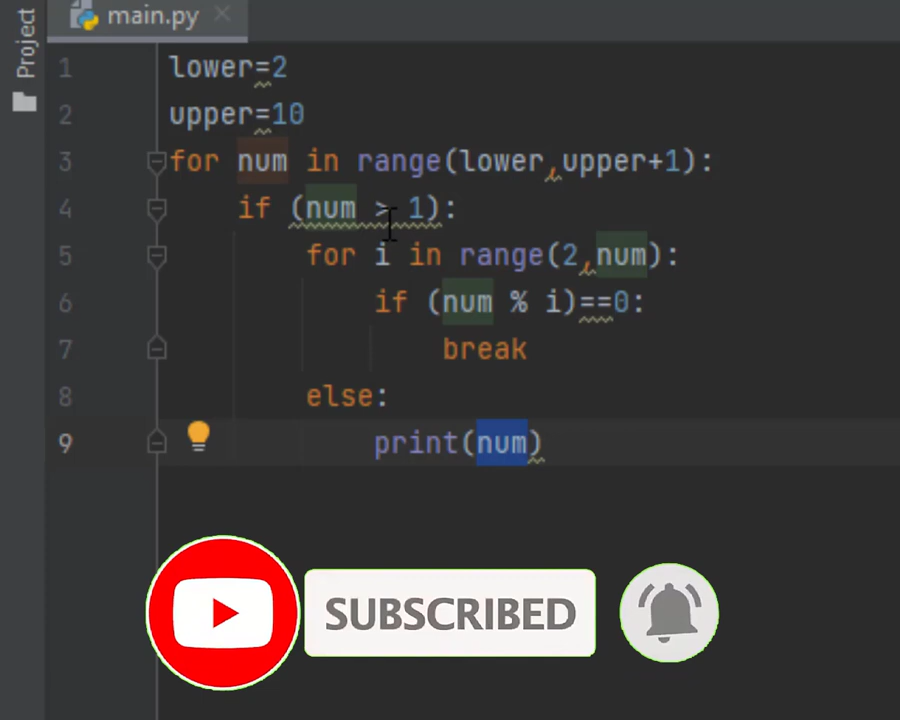 Project
main.py
1 lower=2
2 upper=10
3 for num in range(lower,upper+1):
4 if (num > 1):
5 for i in range(2,num):
6 if (num % i)==0:
7 break
8 else:
9 print(num)
SUBSCRIBED